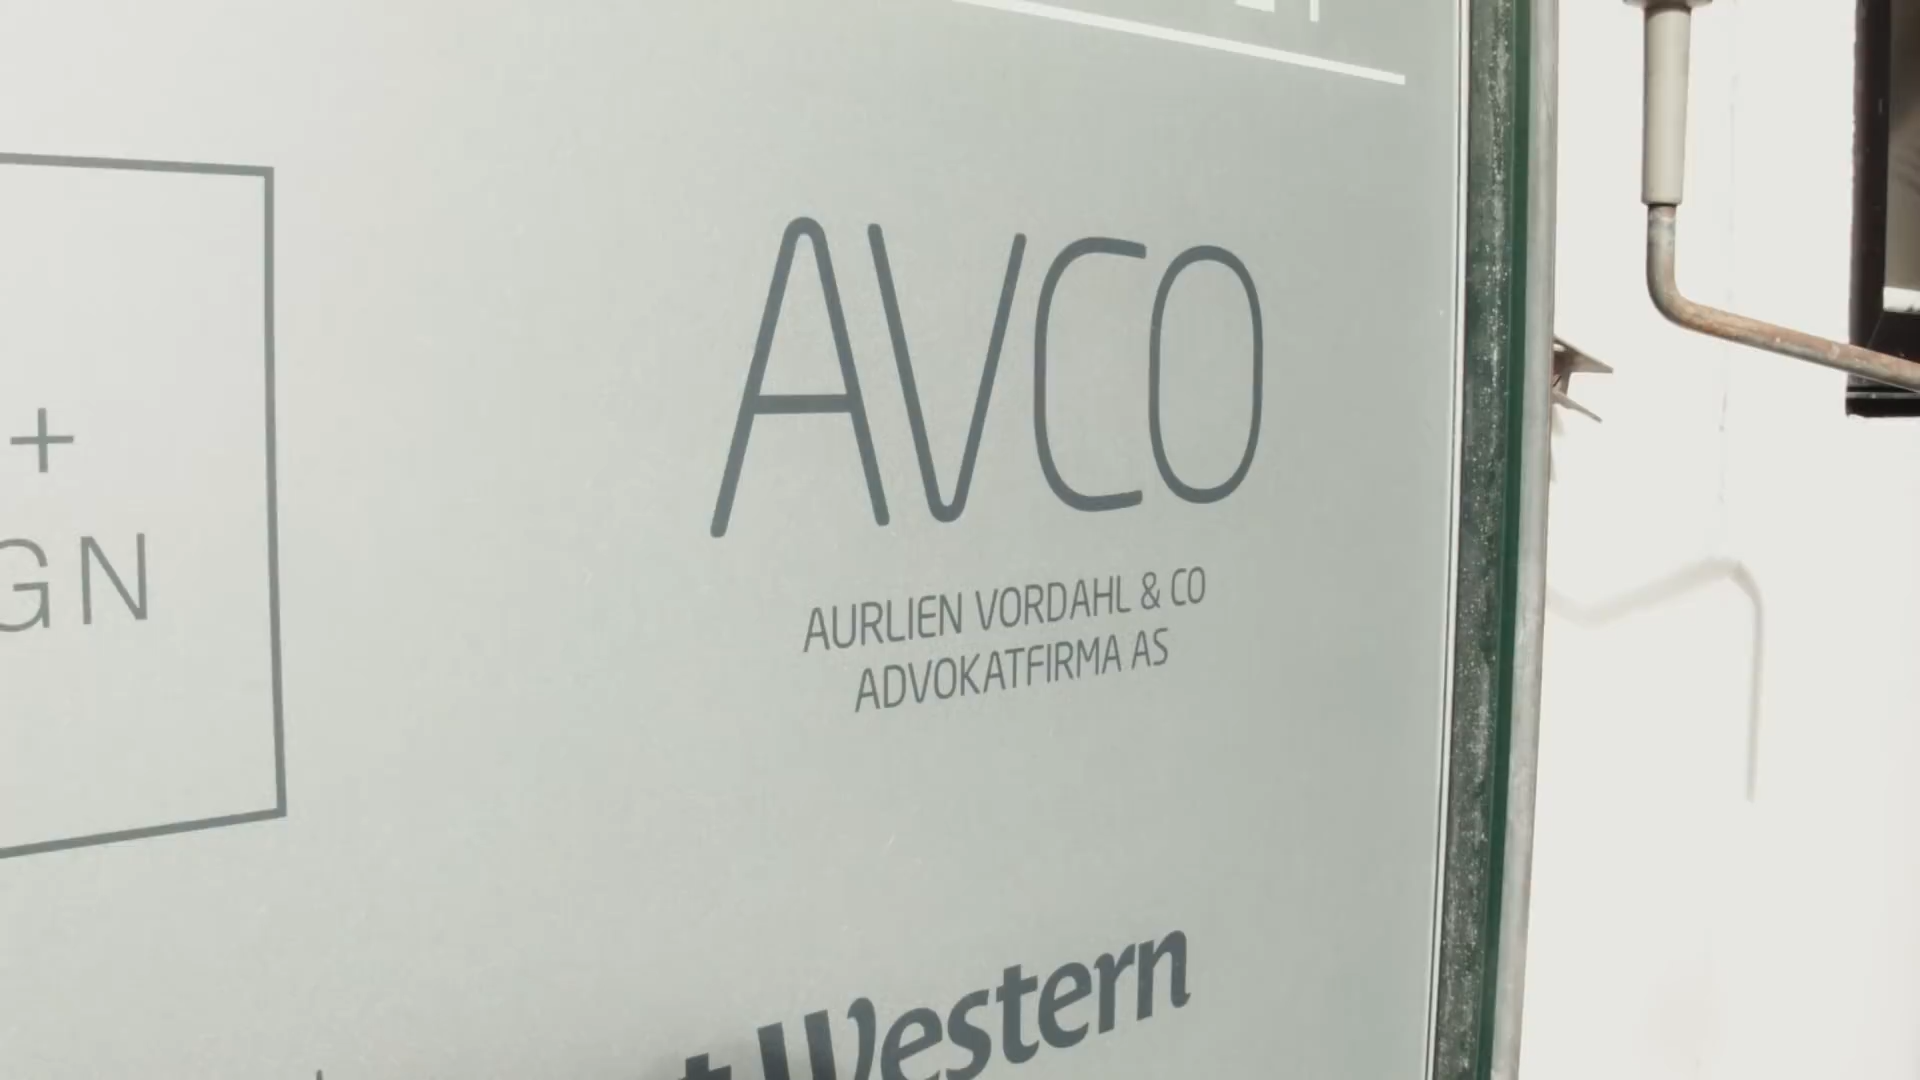 +
GN
AVCO
AURLIEN VORDAHL & CO
ADVOKATFIRMA AS
Western